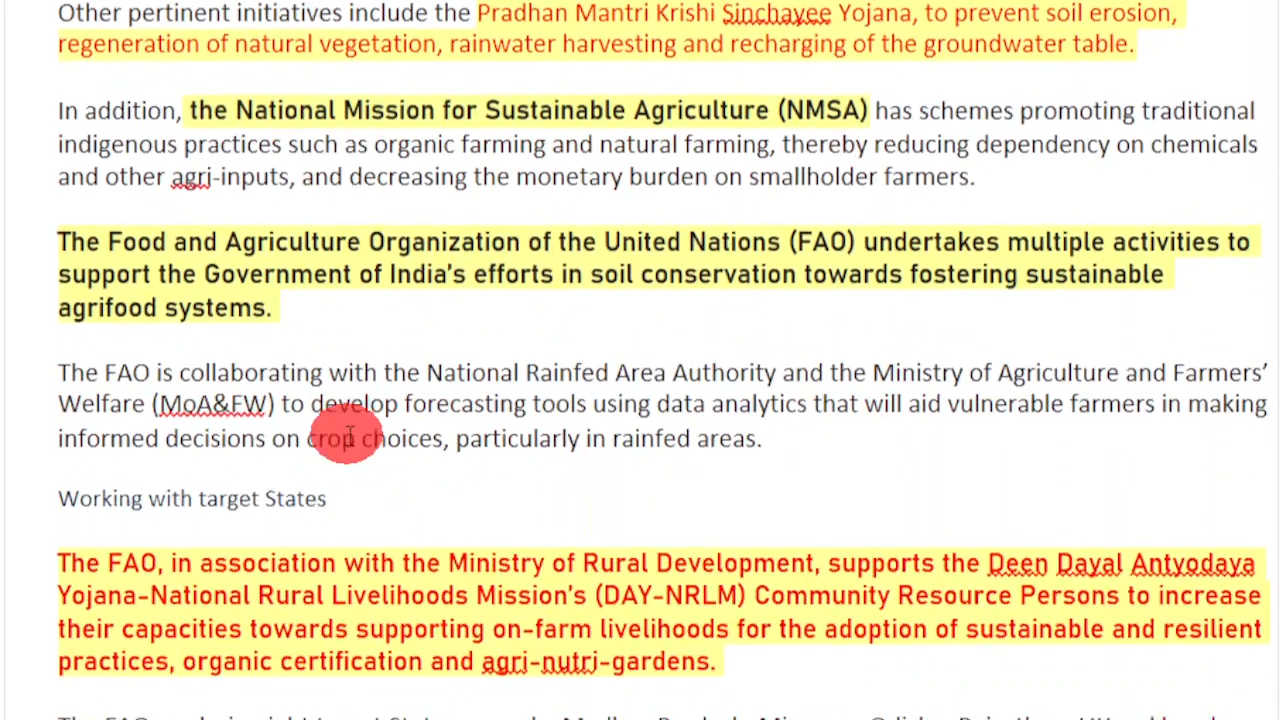 Other pertinent initiatives include the Pradhan Mantri Krishi Sinchayee Yojana, to prevent soil erosion,
regeneration of natural vegetation, rainwater harvesting and recharging of the groundwater table.
In addition, the National Mission for Sustainable Agriculture (NMSA) has schemes promoting traditional
indigenous practices such as organic farming and natural farming, thereby reducing dependency on chemicals
and other agri-inputs, and decreasing the monetary burden on smallholder farmers.
The Food and Agriculture Organization of the United Nations (FAO) undertakes multiple activities to
support the Government of India's efforts in soil conservation towards fostering sustainable
agrifood systems.
The FAO is collaborating with the National Rainfed Area Authority and the Ministry of Agriculture and Farmers'
Welfare (MoA&FW) to develop forecasting tools using data analytics that will aid vulnerable farmers in making
informed decisions on crop choices, particularly in rainfed areas.
Working with target States
The FAO, in association with the Ministry of Rural Development, supports the Deen Dayal Antyodaya
Yojana-National Rural Livelihoods Mission's (DAY-NRLM) Community Resource Persons to increase
their capacities towards supporting on-farm livelihoods for the adoption of sustainable and resilient
practices, organic certification and agri-nutri-gardens.